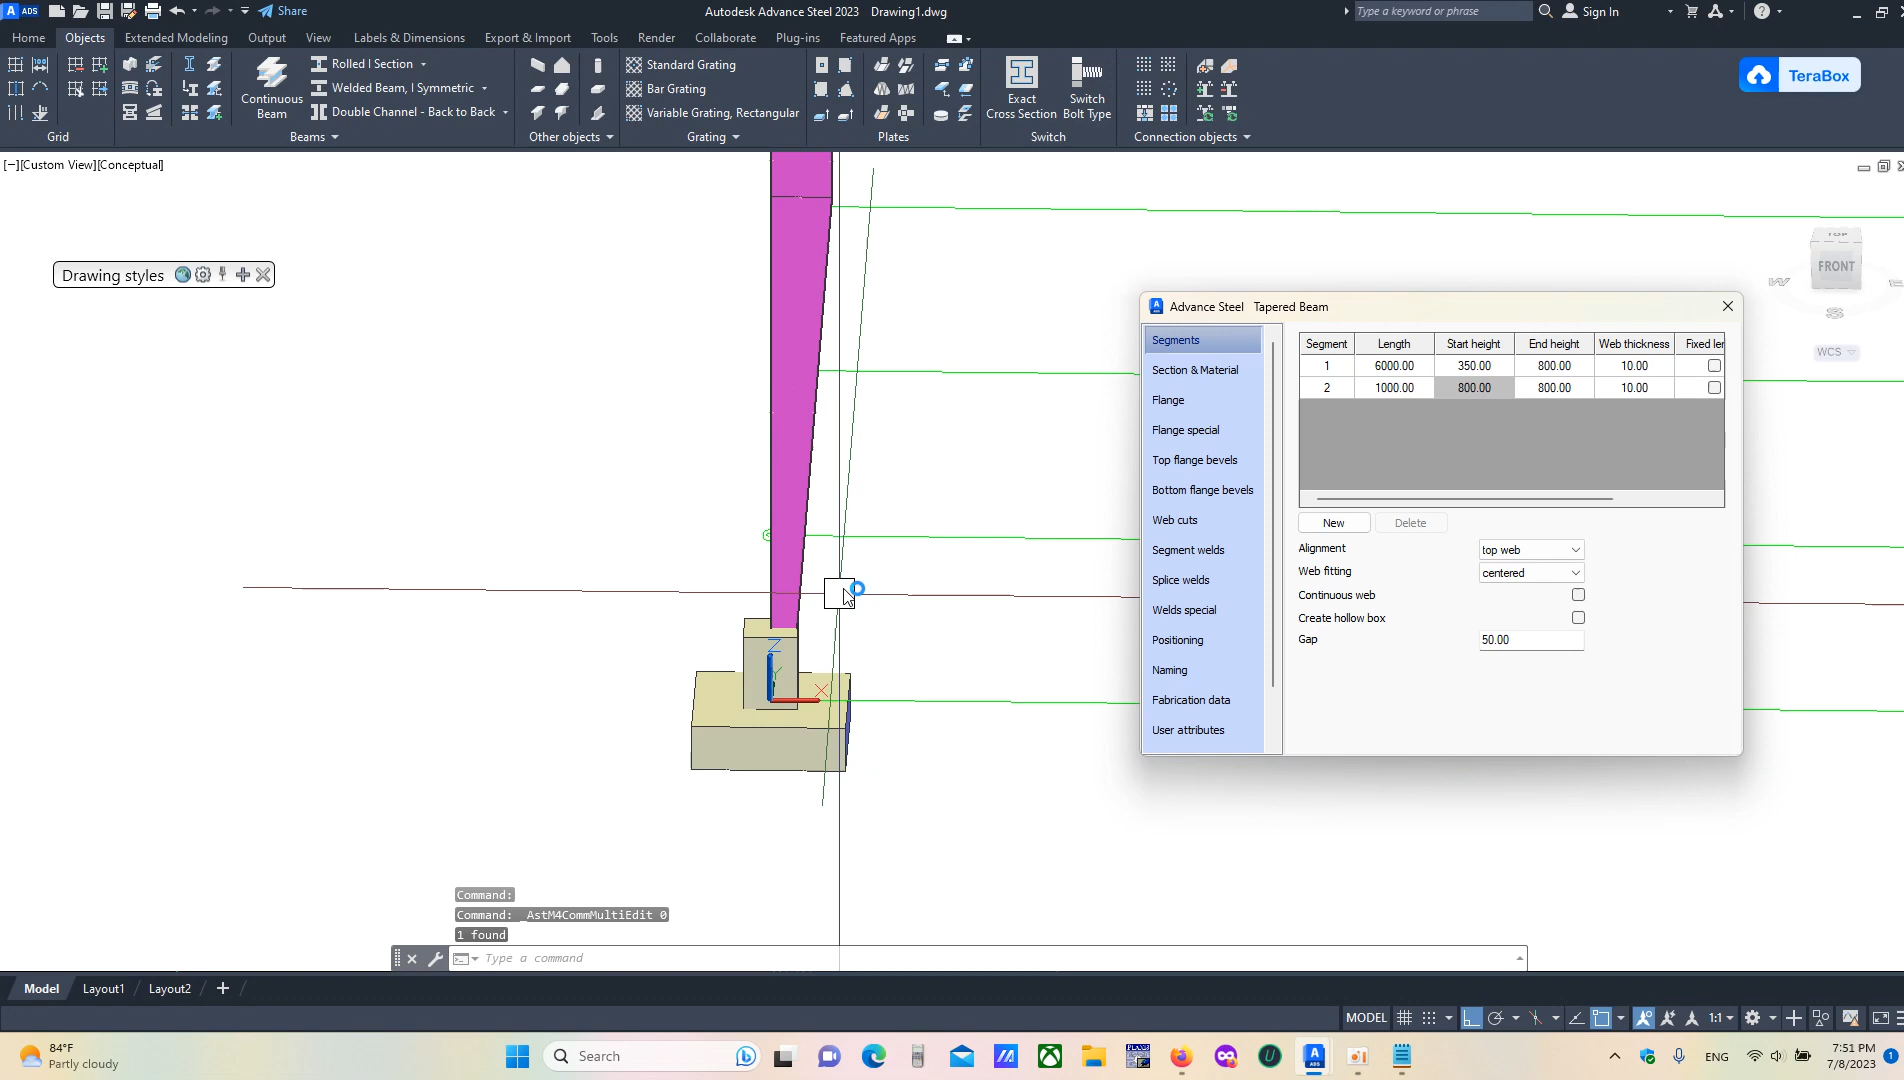 A ADS Share Autodesk Advance Steel 2023 Drawing1.dwg Type a keyword or phrase Sign In
Home Objects Extended Modeling Output View Labels & Dimensions Export & Import Tools Render Collaborate Plug-ins Featured Apps
Continuous Beam
Rolled I Section
Welded Beam, I Symmetric
Double Channel - Back to Back
Standard Grating
Bar Grating
Variable Grating, Rectangular
Exact Cross Section
Switch Bolt Type
TeraBox
Grid Beams Other objects Grating Plates Switch Connection objects
[−][Custom View][Conceptual]
Drawing styles
TOP
FRONT
W
S
WCS
Z
Y
X
Advance Steel Tapered Beam
Segments
Section & Material
Flange
Flange special
Top flange bevels
Bottom flange bevels
Web cuts
Segment welds
Splice welds
Welds special
Positioning
Naming
Fabrication data
User attributes
Segment Length Start height End height Web thickness Fixed ler
1 6000.00 350.00 800.00 10.00
2 1000.00 800.00 800.00 10.00
New Delete
Alignment top web
Web fitting centered
Continuous web
Create hollow box
Gap 50.00
Command:
Command: _AstM4CommMultiEdit 0
1 found
Type a command
Model Layout1 Layout2 +
MODEL 1:1
84°F
Partly cloudy
Search
ENG
7:51 PM
7/8/2023
1